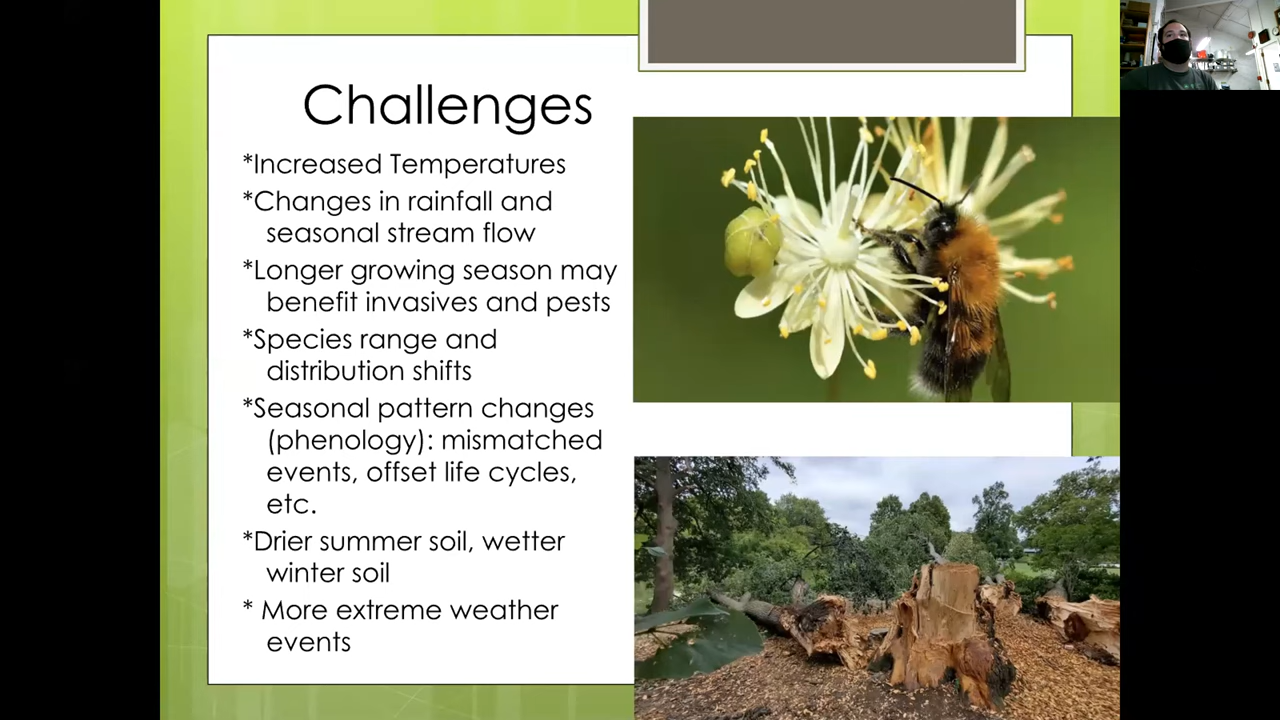 Challenges
*Increased Temperatures
*Changes in rainfall and
seasonal stream flow
*Longer growing season may
benefit invasives and pests
*Species range and
distribution shifts
*Seasonal pattern changes
(phenology): mismatched
events, offset life cycles,
etc.
*Drier summer soil, wetter
winter soil
* More extreme weather
events